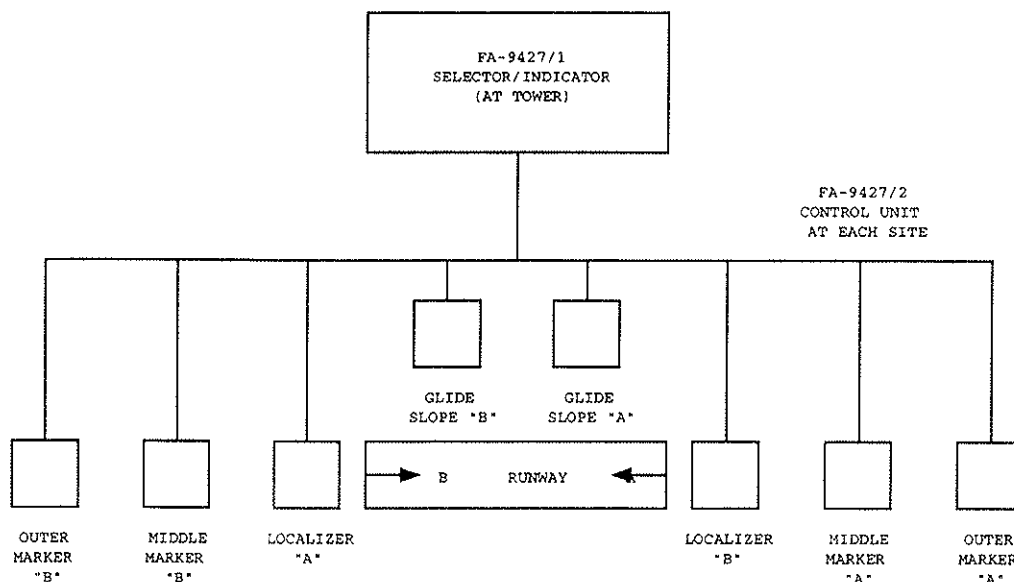 FA-9427/1
SELECTOR/INDICATOR
(AT TOWER)
FA-9427/2
CONTROL UNIT
AT EACH SITE
GLIDE
SLOPE "B"
GLIDE
SLOPE "A"
B RUNWAY A
OUTER
MARKER
"B"
MIDDLE
MARKER
"B"
LOCALIZER
"A"
LOCALIZER
"B"
MIDDLE
MARKER
"A"
OUTER
MARKER
"A"